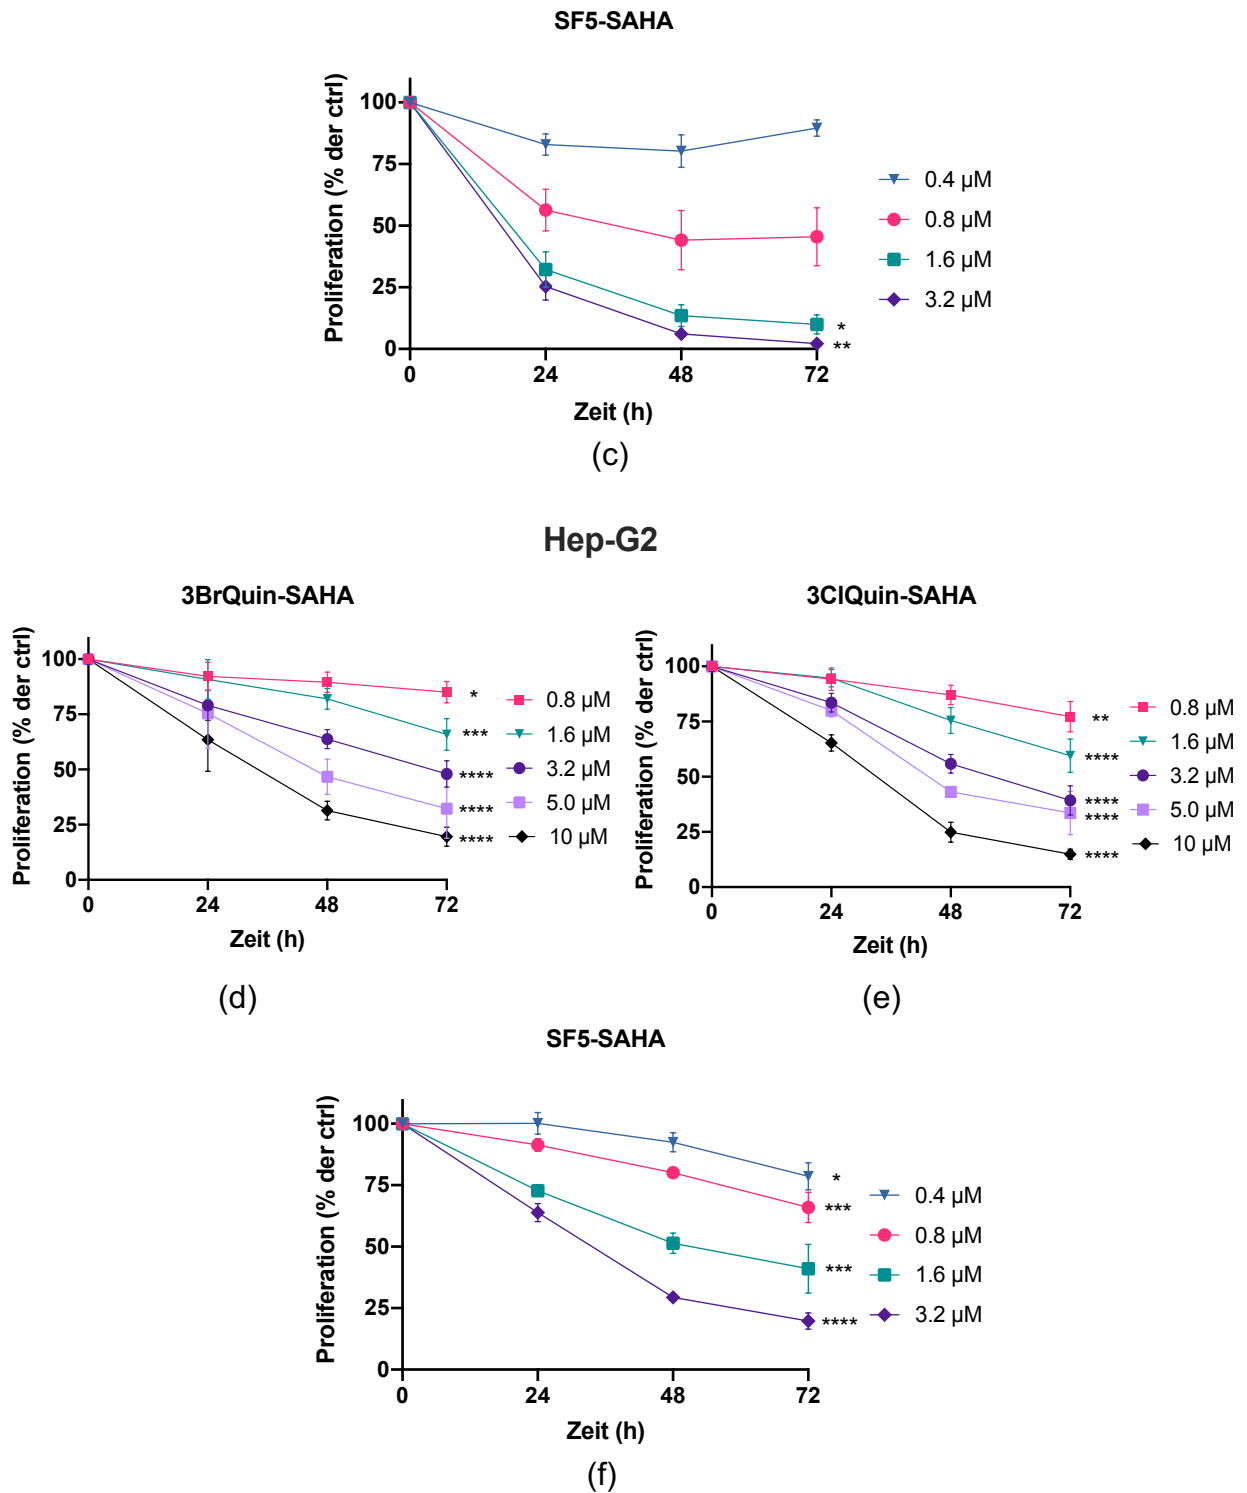 SF5-SAHA
Proliferation (% der ctrl)
100
75
50
25
0
0 24 48 72
Zeit (h)
0.4 µM
0.8 µM
1.6 µM
3.2 µM
*
**
(c)
Hep-G2
3BrQuin-SAHA
Proliferation (% der ctrl)
100
75
50
25
0
0 24 48 72
Zeit (h)
*
***
****
****
****
0.8 µM
1.6 µM
3.2 µM
5.0 µM
10 µM
(d)
3ClQuin-SAHA
Proliferation (% der ctrl)
100
75
50
25
0
0 24 48 72
Zeit (h)
**
****
****
****
****
0.8 µM
1.6 µM
3.2 µM
5.0 µM
10 µM
(e)
SF5-SAHA
Proliferation (% der ctrl)
100
75
50
25
0
0 24 48 72
Zeit (h)
*
***
***
****
0.4 µM
0.8 µM
1.6 µM
3.2 µM
(f)